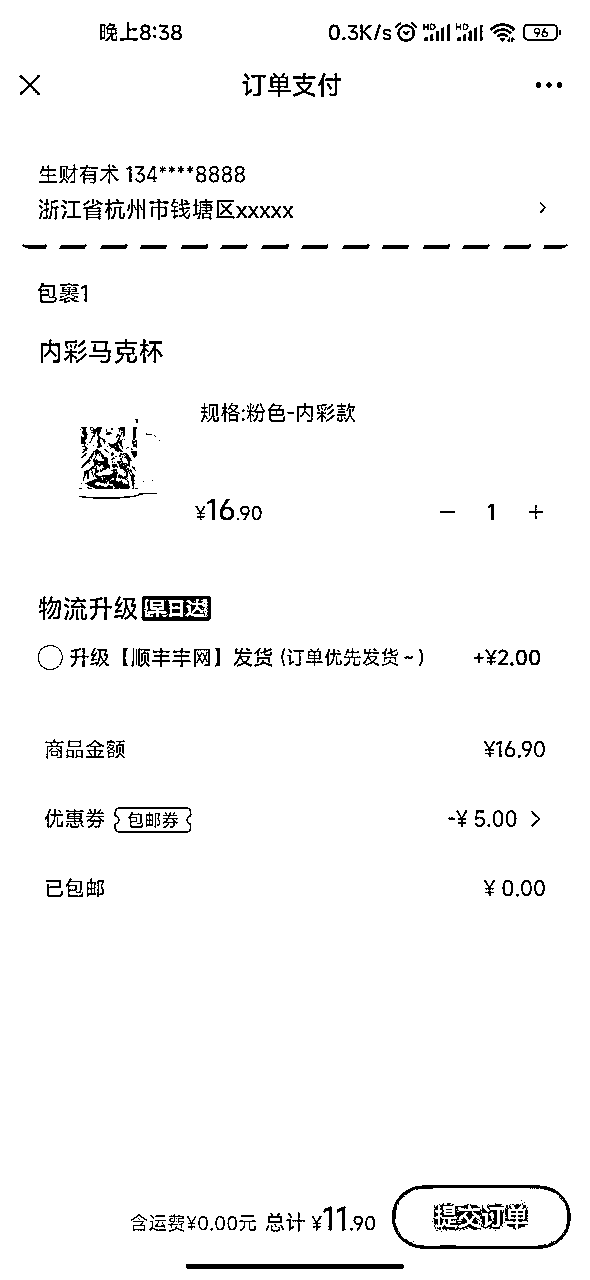 晚上8:38 0.3K/s HD HD 96
订单支付
生财有术 134****8888
浙江省杭州市钱塘区xxxxx
包裹1
内彩马克杯
规格:粉色-内彩款
¥16.90 － 1 +
物流升级 早日达
升级【顺丰丰网】发货 (订单优先发货~) +¥2.00
商品金额 ¥16.90
优惠券 包邮券 -¥ 5.00
已包邮 ¥ 0.00
含运费¥0.00元 总计 ¥11.90 提交订单